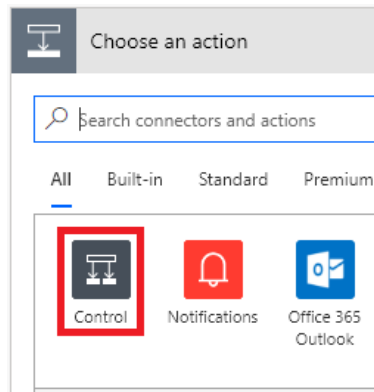 Choose an action
Search connectors and actions
All Built-in Standard Premium
Control Notifications Office 365
Outlook